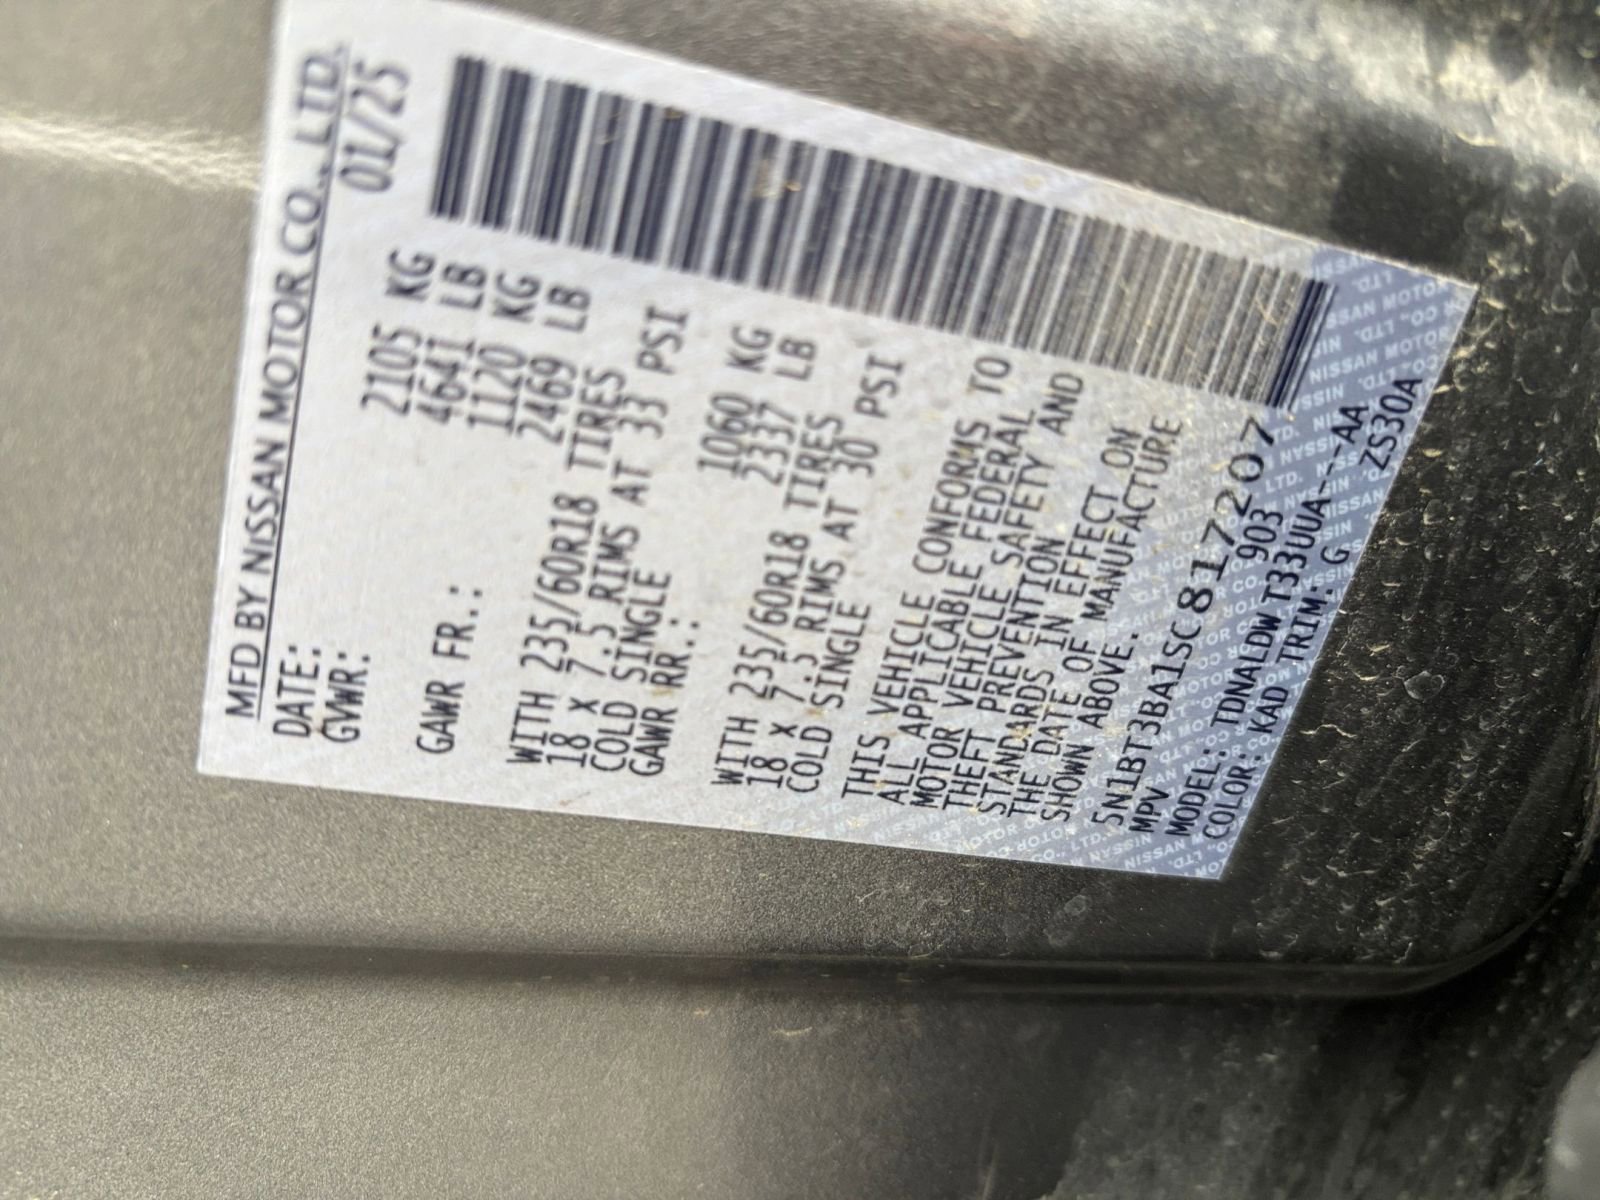 MFD BY NISSAN MOTOR CO., LTD.
DATE: 01/25
GVWR: 2105 KG
4641 LB
GAWR FR.: 1120 KG
2469 LB
WITH 235/60R18 TIRES
18 X 7.5 RIMS AT 33 PSI
COLD SINGLE
GAWR RR.: 1060 KG
2337 LB
WITH 235/60R18 TIRES
18 X 7.5 RIMS AT 30 PSI
COLD SINGLE
THIS VEHICLE CONFORMS TO
ALL APPLICABLE FEDERAL
MOTOR VEHICLE SAFETY AND
THEFT PREVENTION
STANDARDS IN EFFECT ON
THE DATE OF MANUFACTURE
SHOWN ABOVE.
5N1BT3BA1SC817207
MPV 903
MODEL: TDNALDW T33UUA---AA
COLOR: KAD TRIM: G ZS30A